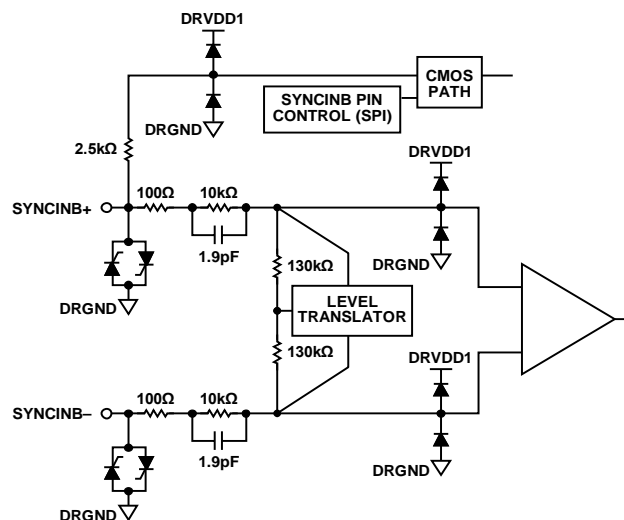 DRVDD1
CMOS
PATH
SYNCINB PIN
CONTROL (SPI)
DRGND
2.5kΩ
DRVDD1
100Ω
10kΩ
SYNCINB+
1.9pF
DRGND
130kΩ
DRGND
LEVEL
TRANSLATOR
130kΩ
DRVDD1
100Ω
10kΩ
SYNCINB–
1.9pF
DRGND
DRGND